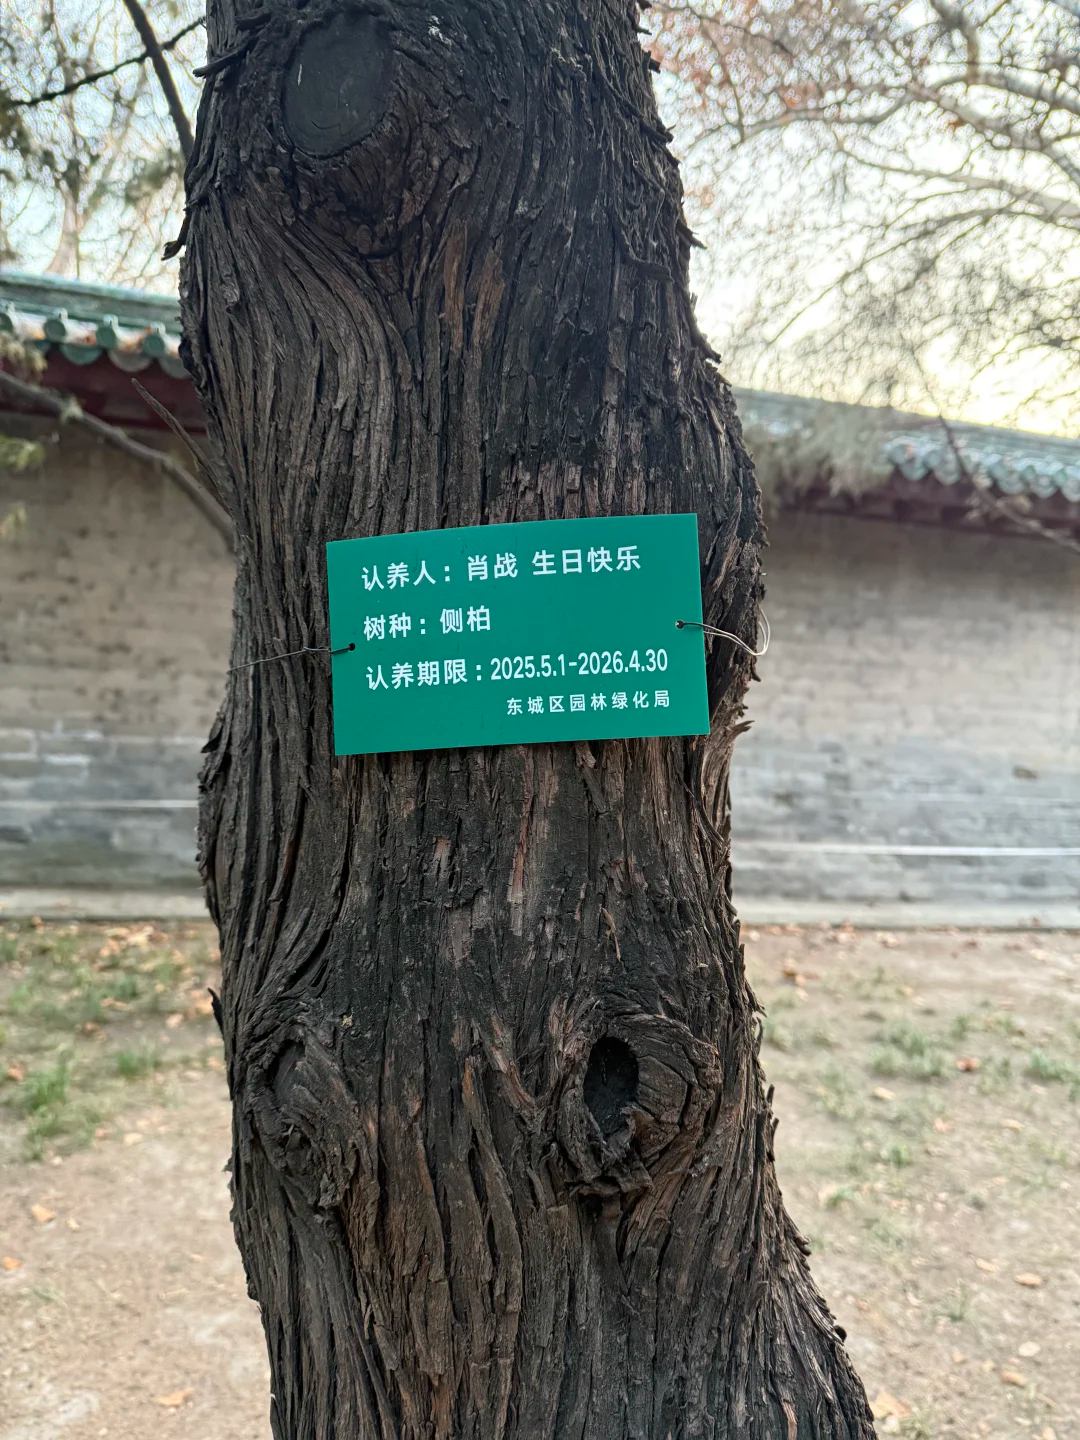 认养人：肖战 生日快乐
树种：侧柏
认养期限：2025.5.1-2026.4.30
东城区园林绿化局